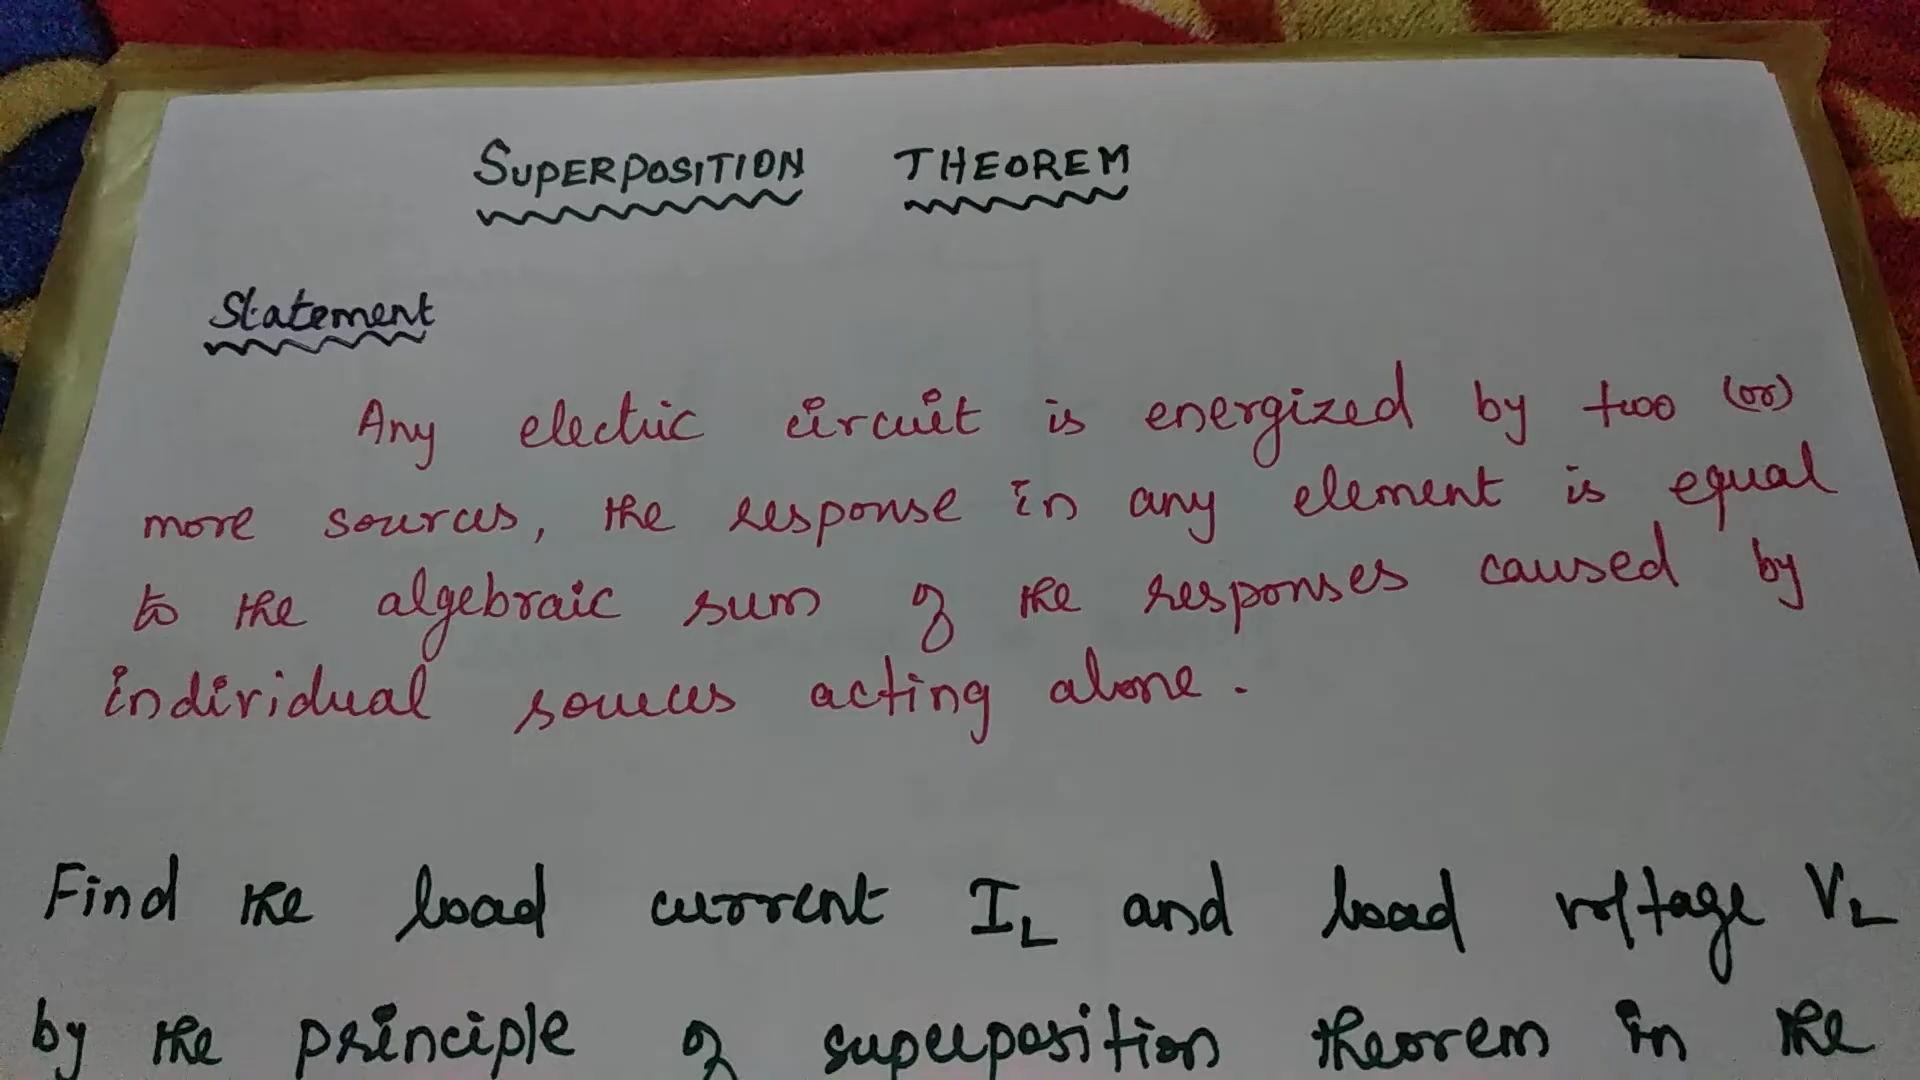 SUPERPOSITION THEOREM
Statement
Any electric circuit is energized by two (or)
more sources, the response in any element is equal
to the algebraic sum of the responses caused by
individual sources acting alone.
Find the load current IL and load voltage VL
by the principle of superposition theorem in the